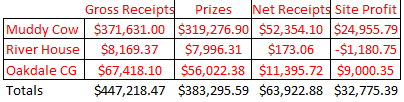 Gross Receipts Prizes Net Receipts Site Profit
Muddy Cow $371,631.00 $319,276.90 $52,354.10 $24,955.79
River House $8,169.37 $7,996.31 $173.06 -$1,180.75
Oakdale CG $67,418.10 $56,022.38 $11,395.72 $9,000.35
Totals $447,218.47 $383,295.59 $63,922.88 $32,775.39